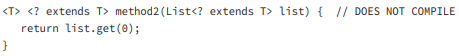 <T> <? extends T> method2(List<? extends T> list) {  // DOES NOT COMPILE
   return list.get(0);
}